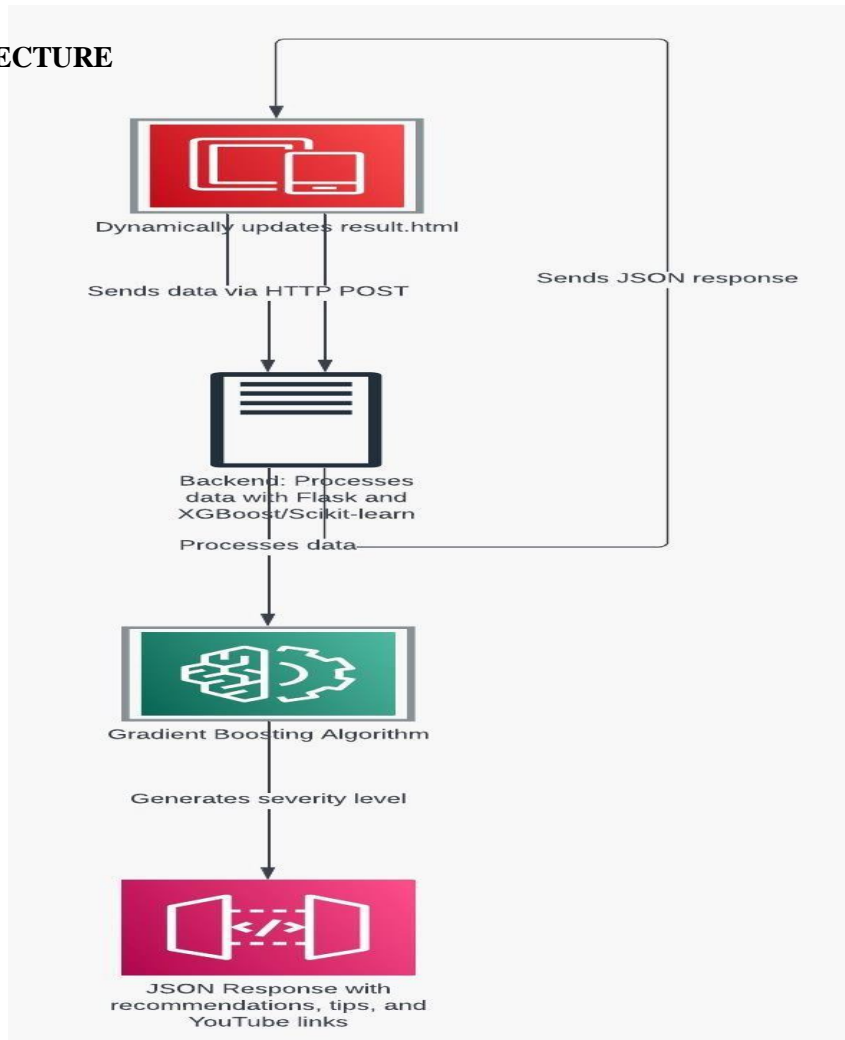 ECTURE
Dynamically updates result.html
Sends data via HTTP POST
Sends JSON response
Backend: Processes
data with Flask and
XGBoost/Scikit-learn
Processes data
Gradient Boosting Algorithm
Generates severity level
</>
JSON Response with
recommendations, tips, and
YouTube links